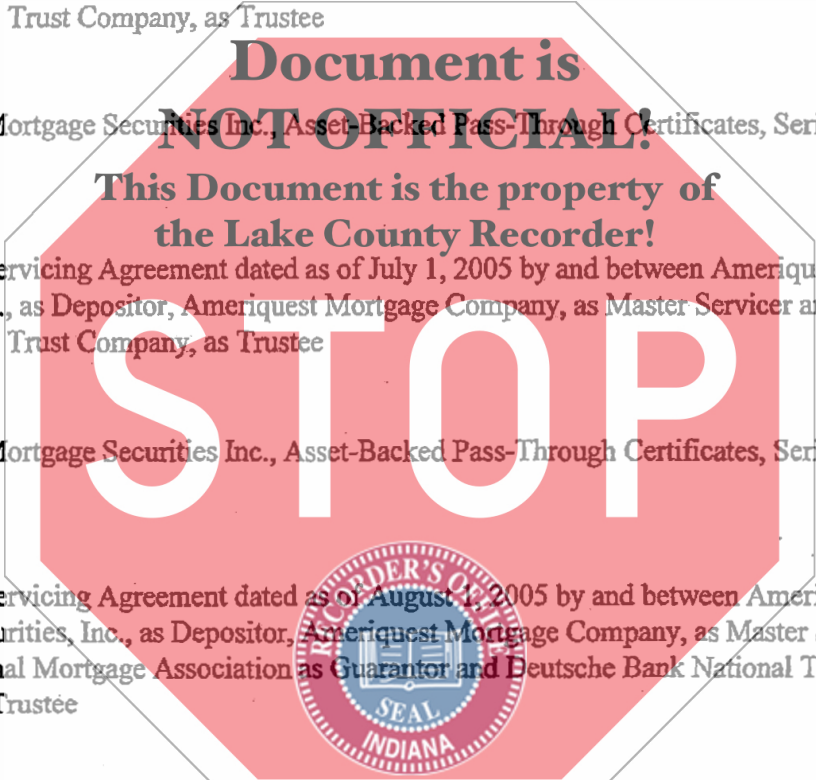 Trust Company, as Trustee
Document is
ortgage Securities Inc., Asset-Backed Pass-Through Certificates, Seri
NOT OFFICIAL!
This Document is the property of
the Lake County Recorder!
ervicing Agreement dated as of July 1, 2005 by and between Ameriqu
., as Depositor, Ameriquest Mortgage Company, as Master Servicer a
Trust Company, as Trustee
STOP
ortgage Securities Inc., Asset-Backed Pass-Through Certificates, Seri
ervicing Agreement dated as of August 1, 2005 by and between Ameri
urities, Inc., as Depositor, Ameriquest Mortgage Company, as Master
al Mortgage Association as Guarantor and Deutsche Bank National T
Trustee
RECORDER'S OFFICE
SEAL
INDIANA